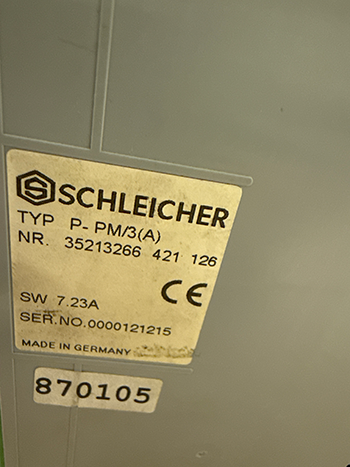 SCHLEICHER
TYP P-PM/3(A)
NR. 35213266 421 126
CE
SW 7.23A
SER.NO.0000121215
MADE IN GERMANY
870105